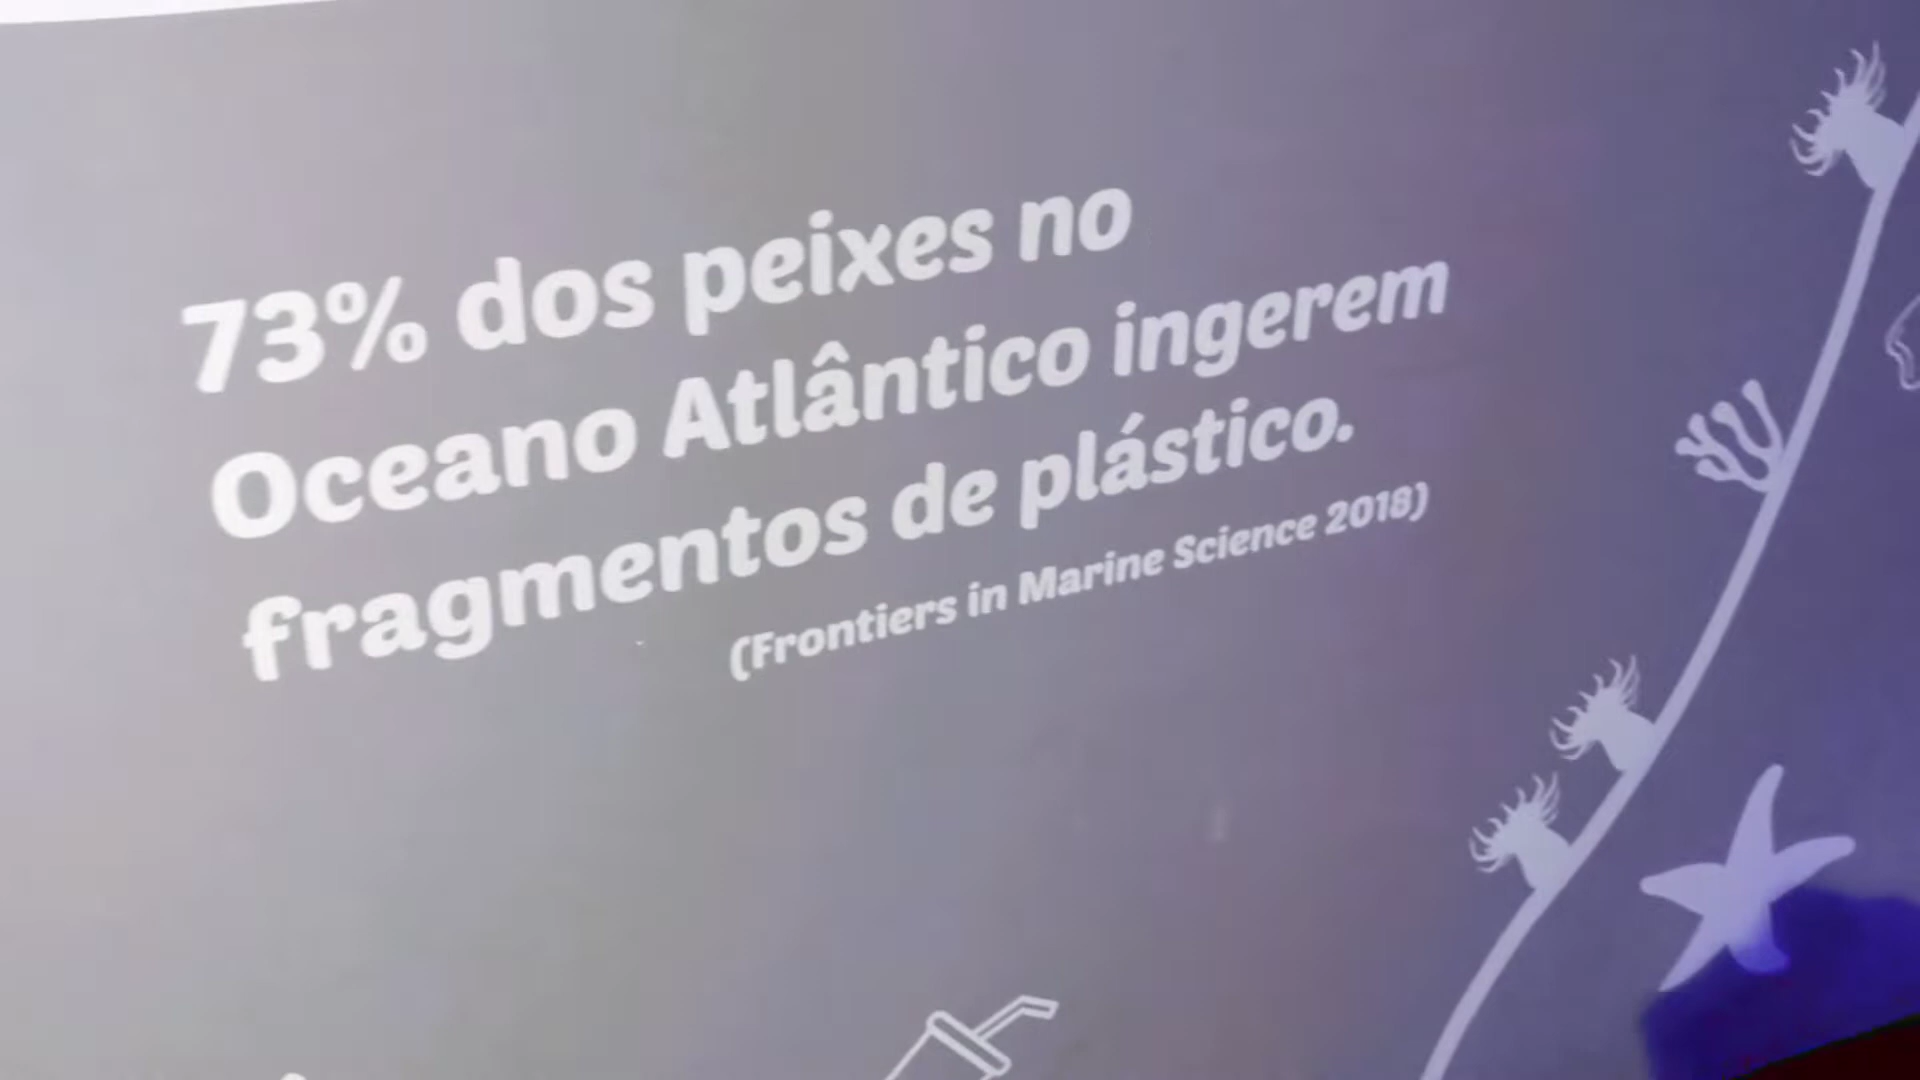 73% dos peixes no
Oceano Atlântico ingerem
fragmentos de plástico.
(Frontiers in Marine Science 2018)